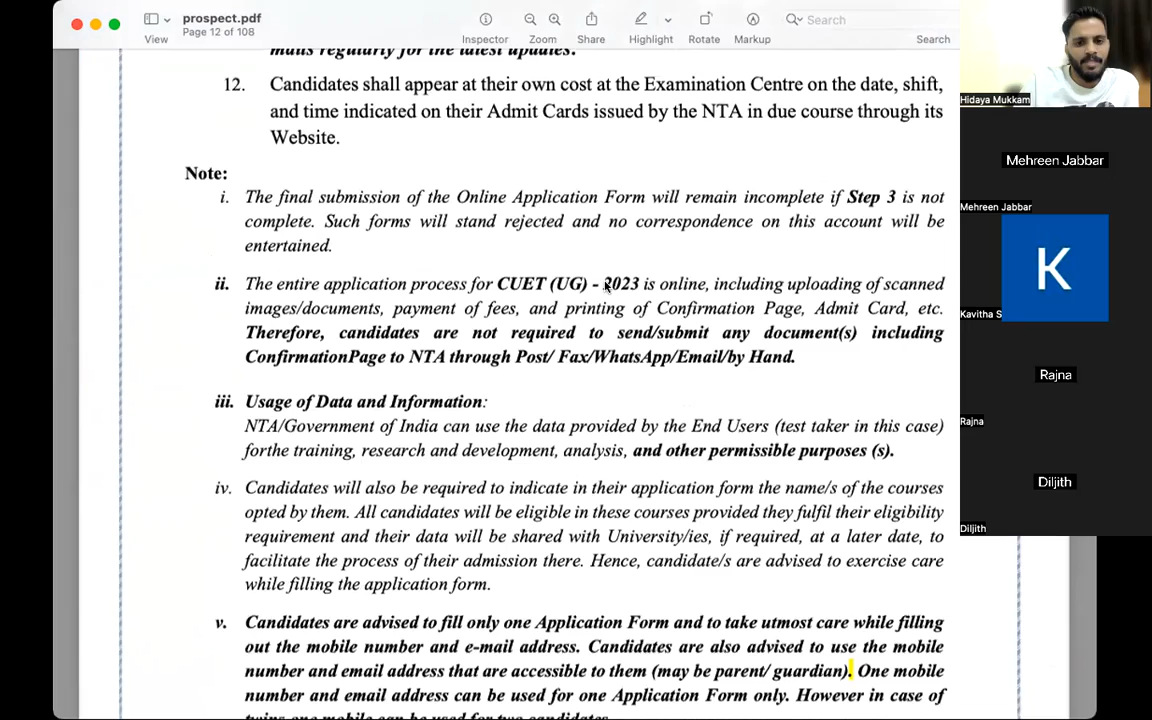 prospect.pdf
Page 12 of 108
View
Inspector
Zoom
Share
Highlight
Rotate
Markup
Search
Search
mails regularly for the latest updates.
12. Candidates shall appear at their own cost at the Examination Centre on the date, shift,
and time indicated on their Admit Cards issued by the NTA in due course through its
Website.
Note:
i. The final submission of the Online Application Form will remain incomplete if Step 3 is not
complete. Such forms will stand rejected and no correspondence on this account will be
entertained.
ii. The entire application process for CUET (UG) - 2023 is online, including uploading of scanned
images/documents, payment of fees, and printing of Confirmation Page, Admit Card, etc.
Therefore, candidates are not required to send/submit any document(s) including
ConfirmationPage to NTA through Post/ Fax/WhatsApp/Email/by Hand.
iii. Usage of Data and Information:
NTA/Government of India can use the data provided by the End Users (test taker in this case)
forthe training, research and development, analysis, and other permissible purposes (s).
iv. Candidates will also be required to indicate in their application form the name/s of the courses
opted by them. All candidates will be eligible in these courses provided they fulfil their eligibility
requirement and their data will be shared with University/ies, if required, at a later date, to
facilitate the process of their admission there. Hence, candidate/s are advised to exercise care
while filling the application form.
v. Candidates are advised to fill only one Application Form and to take utmost care while filling
out the mobile number and e-mail address. Candidates are also advised to use the mobile
number and email address that are accessible to them (may be parent/ guardian). One mobile
number and email address can be used for one Application Form only. However in case of
twins one mobile can be used for two candidates.
Hidaya Mukkam
Mehreen Jabbar
Mehreen Jabbar
K
Kavitha S
Rajna
Rajna
Diljith
Diljith